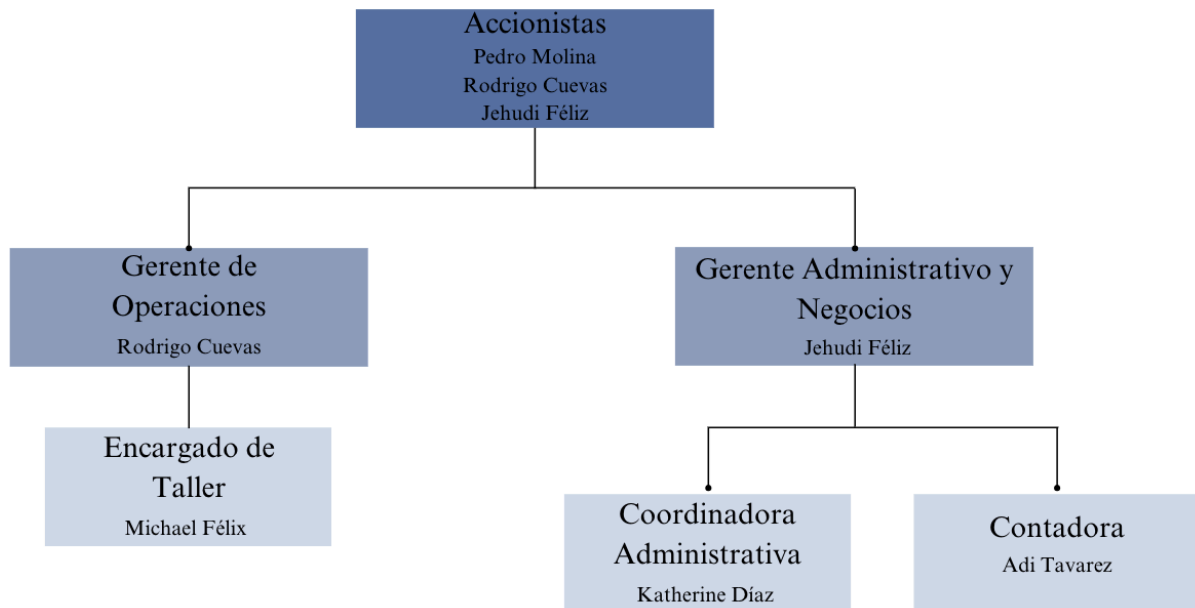 Accionistas
Pedro Molina
Rodrigo Cuevas
Jehudi Féliz
Gerente de
Operaciones
Rodrigo Cuevas
Gerente Administrativo y
Negocios
Jehudi Féliz
Encargado de
Taller
Michael Félix
Coordinadora
Administrativa
Katherine Díaz
Contadora
Adi Tavarez